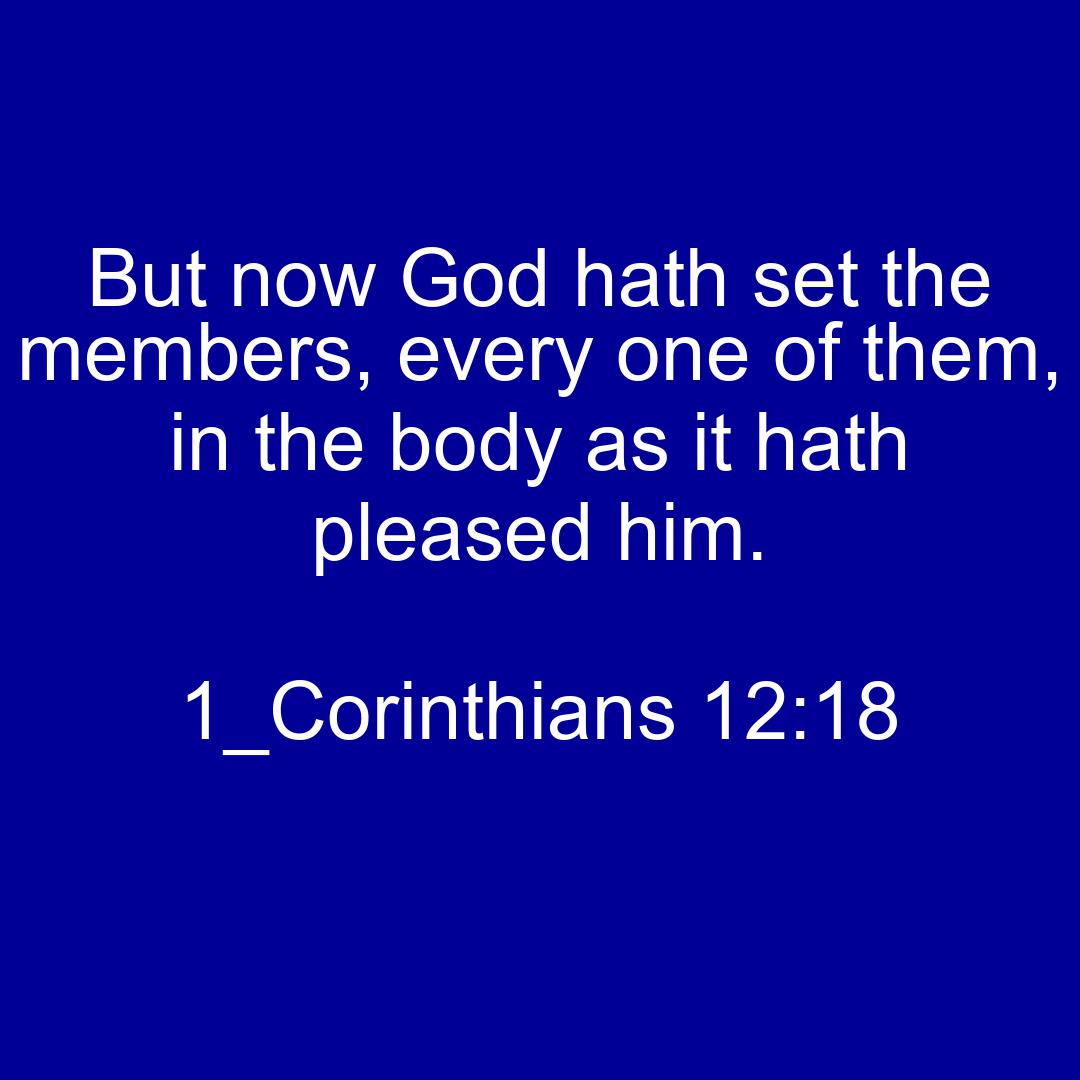 But now God hath set the
members, every one of them,
in the body as it hath
pleased him.
1_Corinthians 12:18